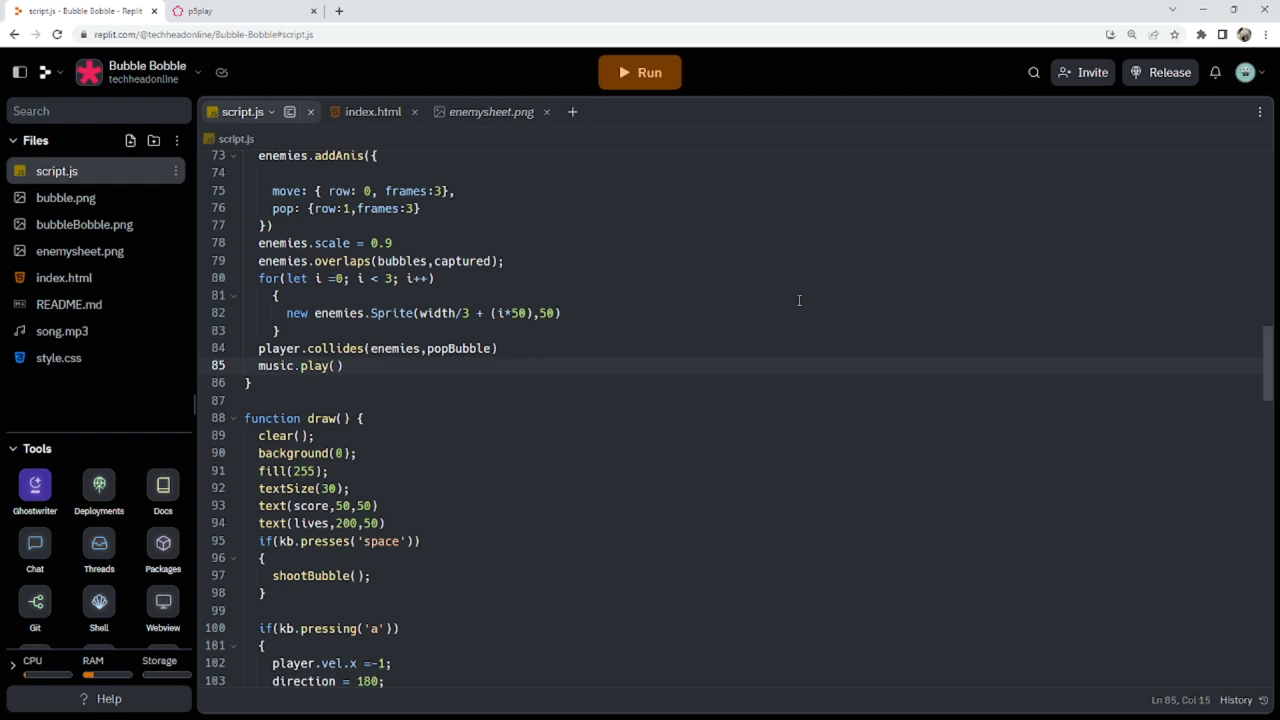 script.js - Bubble Bobble - Replit
p5play
replit.com/@techheadonline/Bubble-Bobble#script.js
Bubble Bobble
techheadonline
Run
Invite
Release
Search
script.js
index.html
enemysheet.png
Files
script.js
bubble.png
bubbleBobble.png
enemysheet.png
index.html
README.md
song.mp3
style.css
Tools
Ghostwriter
Deployments
Docs
Chat
Threads
Packages
Git
Shell
Webview
CPU
RAM
Storage
? Help
script.js
73 enemies.addAnis({
74
75 move: { row: 0, frames:3},
76 pop: {row:1,frames:3}
77 })
78 enemies.scale = 0.9
79 enemies.overlaps(bubbles,captured);
80 for(let i =0; i < 3; i++)
81 {
82 new enemies.Sprite(width/3 + (i*50),50)
83 }
84 player.collides(enemies,popBubble)
85 music.play()
86 }
87
88 function draw() {
89 clear();
90 background(0);
91 fill(255);
92 textSize(30);
93 text(score,50,50)
94 text(lives,200,50)
95 if(kb.presses('space'))
96 {
97 shootBubble();
98 }
99
100 if(kb.pressing('a'))
101 {
102 player.vel.x =-1;
103 direction = 180;
Ln 85, Col 15 History